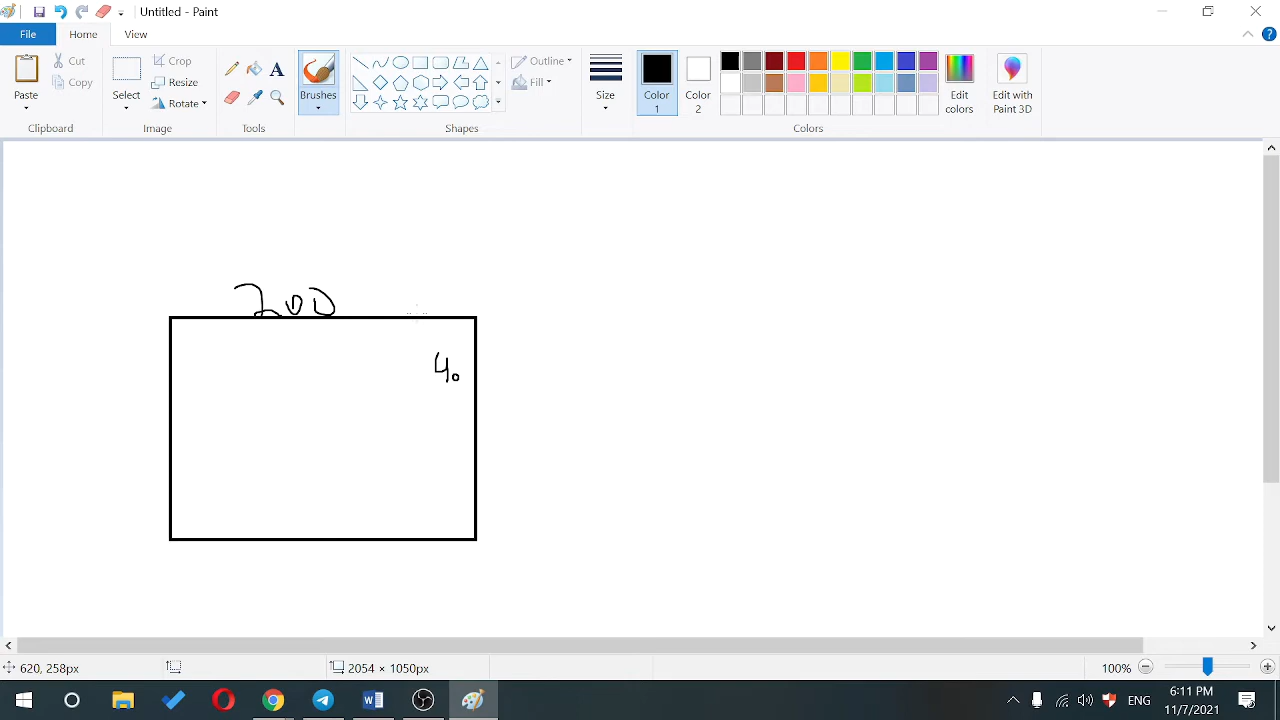 Untitled - Paint
File Home View
Paste
Cut
Copy
Clipboard
Select
Crop
Resize
Rotate
Image
A
Tools
Brushes
Shapes
Outline
Fill
Size
Color 1
Color 2
Edit colors
Edit with Paint 3D
Colors
200
40
620, 258px
2054 × 1050px
100%
W
ENG
6:11 PM
11/7/2021